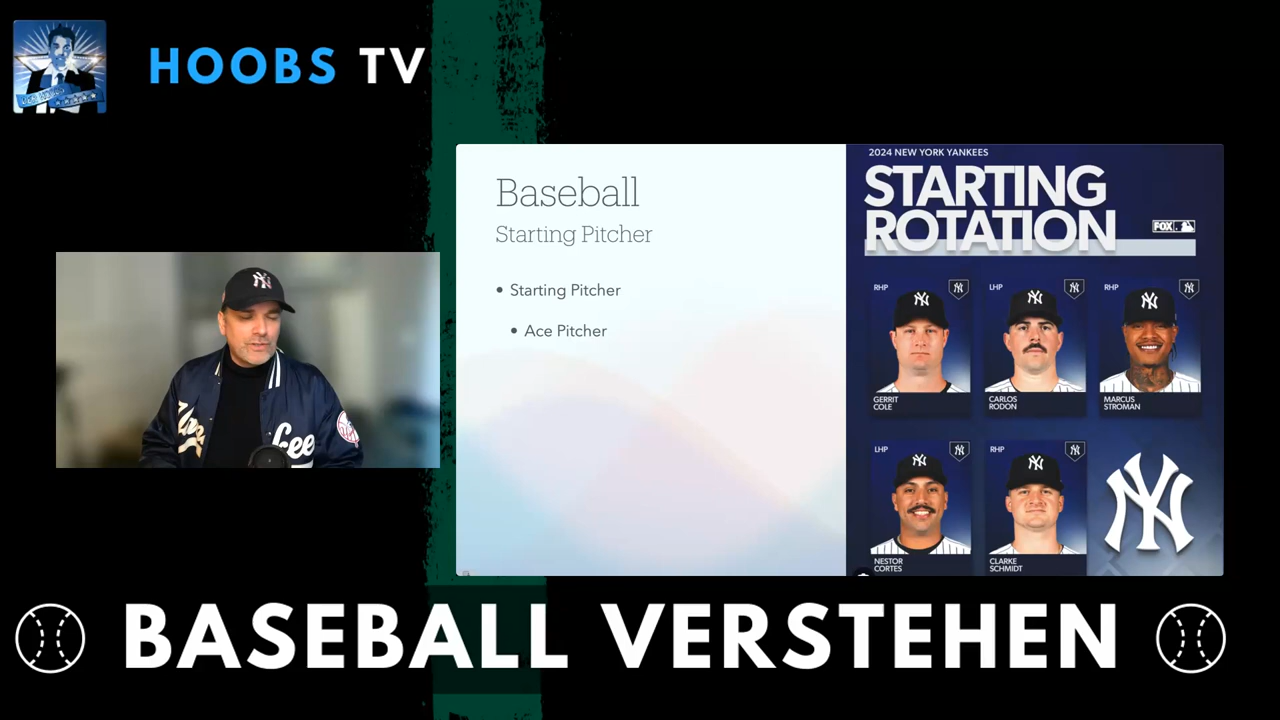 HOOBS TV
Baseball
Starting Pitcher
• Starting Pitcher
• Ace Pitcher
2024 NEW YORK YANKEES
STARTING
ROTATION
FOX MLB
RHP
LHP
RHP
GERRIT
COLE
CARLOS
RODON
MARCUS
STROMAN
LHP
RHP
NESTOR
CORTES
CLARKE
SCHMIDT
NY
BASEBALL VERSTEHEN